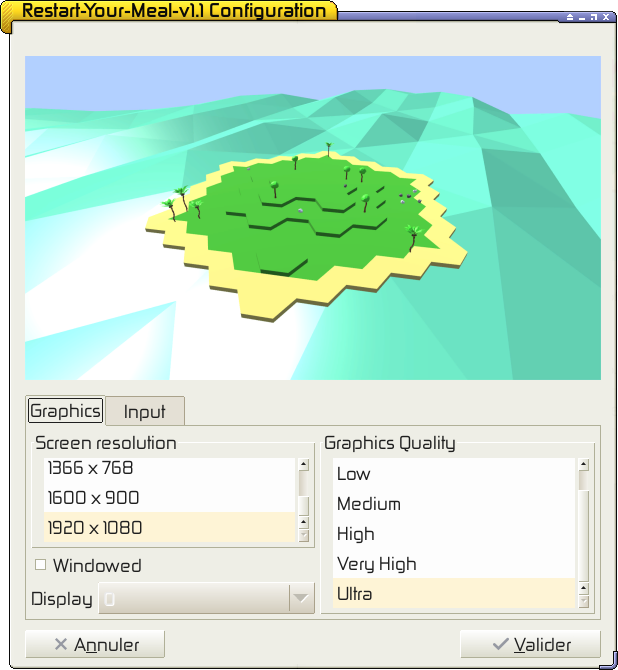 Restart-Your-Meal-v1.1 Configuration
Graphics
Input
Screen resolution
1366 x 768
1600 x 900
1920 x 1080
Windowed
Display 0
Graphics Quality
Low
Medium
High
Very High
Ultra
Annuler
Valider